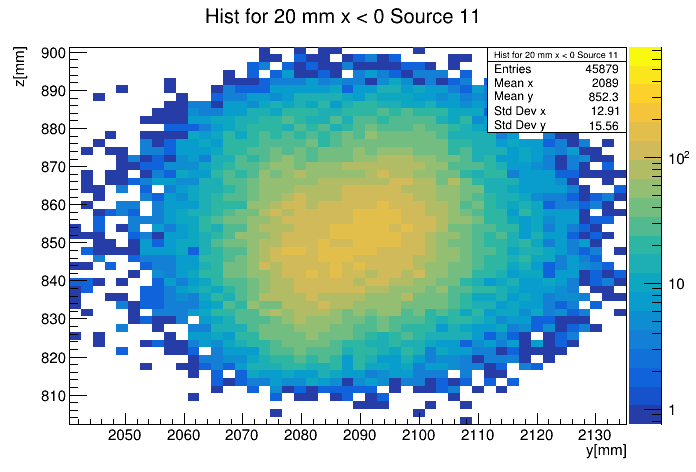 Hist for 20 mm x < 0 Source 11
z[mm]
900
890
880
870
860
850
840
830
820
810
2050 2060 2070 2080 2090 2100 2110 2120 2130
y[mm]
Hist for 20 mm x < 0 Source 11
Entries 45879
Mean x 2089
Mean y 852.3
Std Dev x 12.91
Std Dev y 15.56
10²
10
1